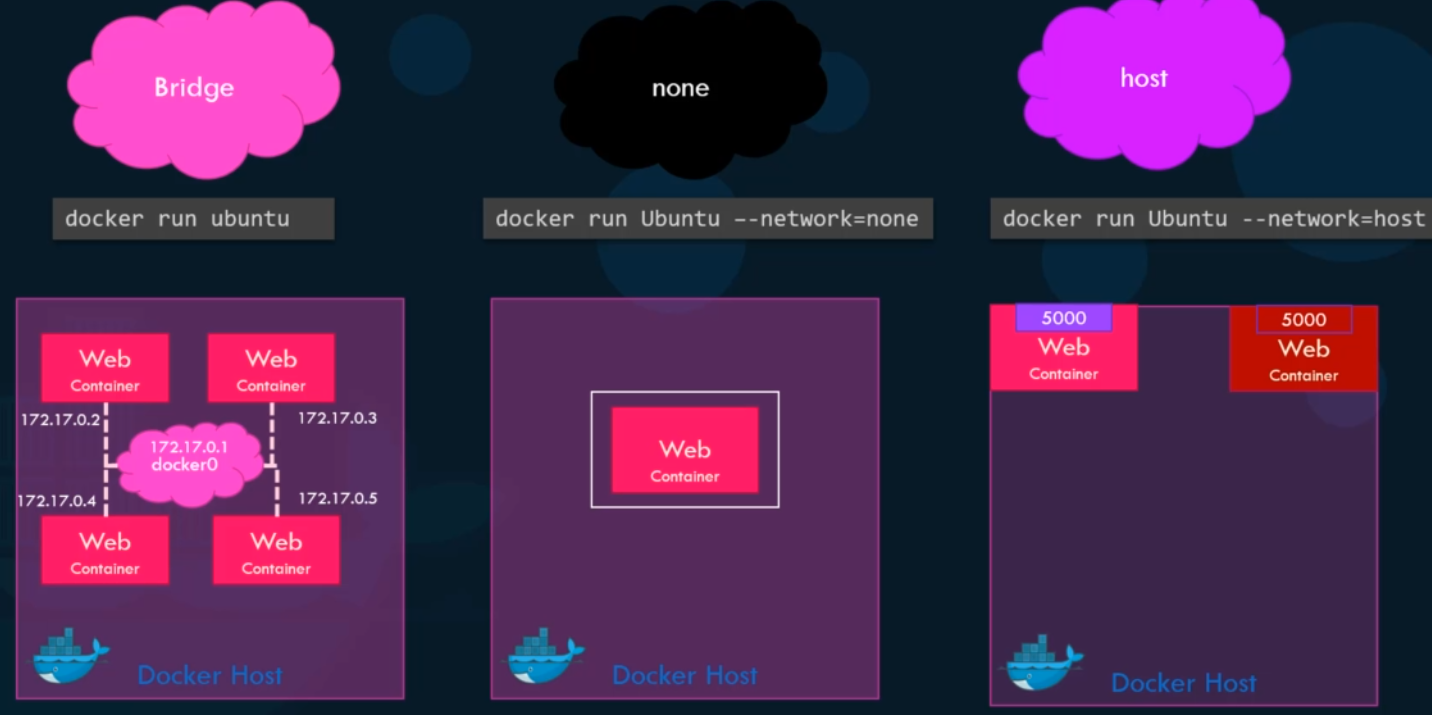 Bridge
none
host
docker run ubuntu
docker run Ubuntu --network=none
docker run Ubuntu --network=host
Web
Container
Web
Container
172.17.0.2
172.17.0.3
172.17.0.1
docker0
172.17.0.4
172.17.0.5
Web
Container
Web
Container
Docker Host
Web
Container
Docker Host
5000
Web
Container
5000
Web
Container
Docker Host